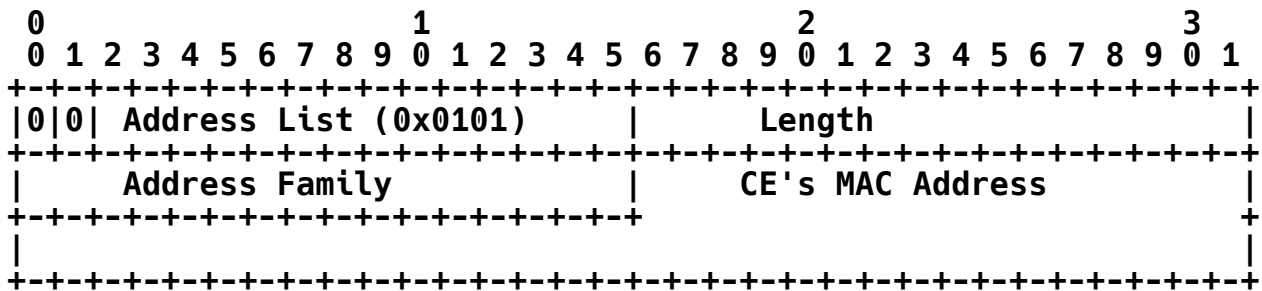 0                   1                   2                   3
 0 1 2 3 4 5 6 7 8 9 0 1 2 3 4 5 6 7 8 9 0 1 2 3 4 5 6 7 8 9 0 1
+-+-+-+-+-+-+-+-+-+-+-+-+-+-+-+-+-+-+-+-+-+-+-+-+-+-+-+-+-+-+-+-+
|0|0| Address List (0x0101)     |      Length                   |
+-+-+-+-+-+-+-+-+-+-+-+-+-+-+-+-+-+-+-+-+-+-+-+-+-+-+-+-+-+-+-+-+
|     Address Family            |     CE's MAC Address          |
+-+-+-+-+-+-+-+-+-+-+-+-+-+-+-+-+                               +
|                                                               |
+-+-+-+-+-+-+-+-+-+-+-+-+-+-+-+-+-+-+-+-+-+-+-+-+-+-+-+-+-+-+-+-+